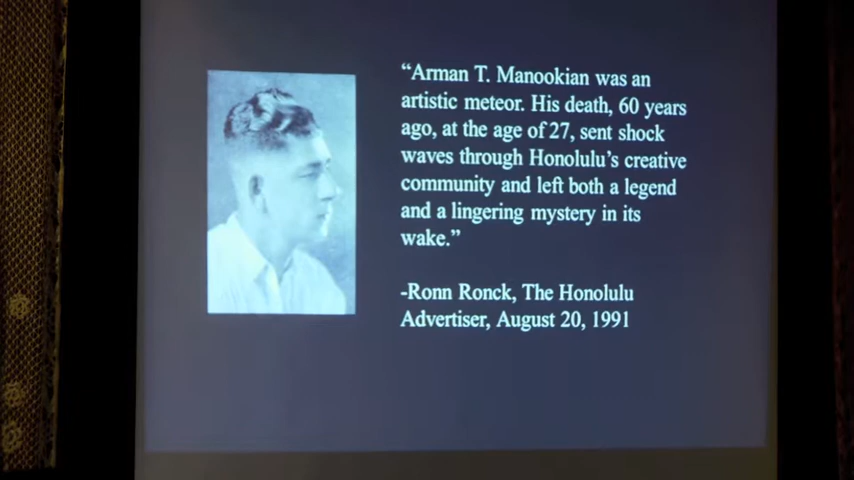 “Arman T. Manookian was an
artistic meteor. His death, 60 years
ago, at the age of 27, sent shock
waves through Honolulu’s creative
community and left both a legend
and a lingering mystery in its
wake.”
-Ronn Ronck, The Honolulu
Advertiser, August 20, 1991